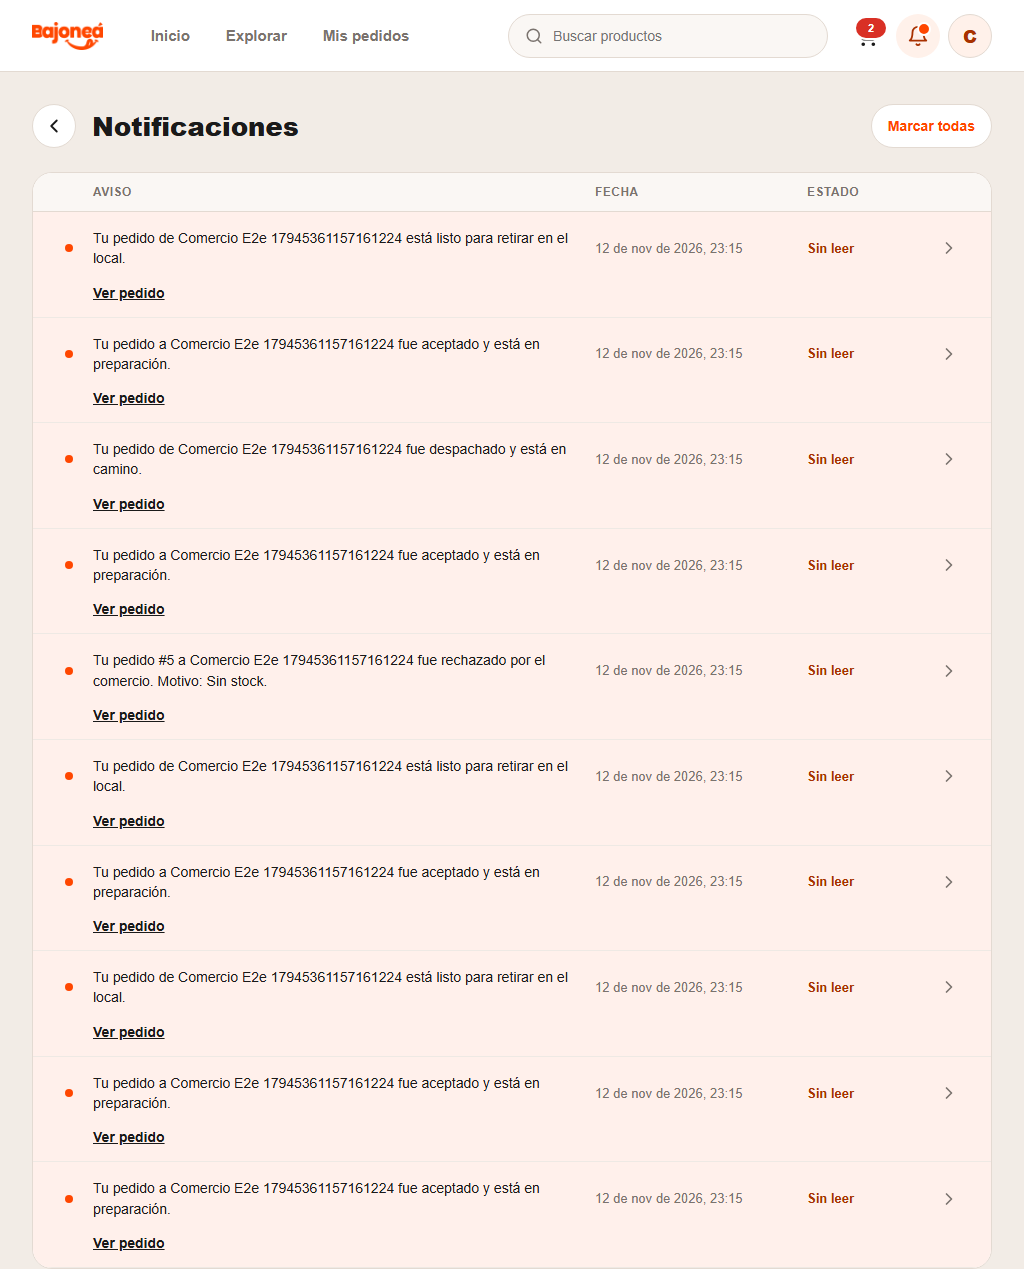 Bajoneá
Inicio
Explorar
Mis pedidos
Buscar productos
2
C
Notificaciones
Marcar todas
AVISO
FECHA
ESTADO
Tu pedido de Comercio E2e 17945361157161224 está listo para retirar en el
local.
12 de nov de 2026, 23:15
Sin leer
Ver pedido
Tu pedido a Comercio E2e 17945361157161224 fue aceptado y está en
preparación.
12 de nov de 2026, 23:15
Sin leer
Ver pedido
Tu pedido de Comercio E2e 17945361157161224 fue despachado y está en
camino.
12 de nov de 2026, 23:15
Sin leer
Ver pedido
Tu pedido a Comercio E2e 17945361157161224 fue aceptado y está en
preparación.
12 de nov de 2026, 23:15
Sin leer
Ver pedido
Tu pedido #5 a Comercio E2e 17945361157161224 fue rechazado por el
comercio. Motivo: Sin stock.
12 de nov de 2026, 23:15
Sin leer
Ver pedido
Tu pedido de Comercio E2e 17945361157161224 está listo para retirar en el
local.
12 de nov de 2026, 23:15
Sin leer
Ver pedido
Tu pedido a Comercio E2e 17945361157161224 fue aceptado y está en
preparación.
12 de nov de 2026, 23:15
Sin leer
Ver pedido
Tu pedido de Comercio E2e 17945361157161224 está listo para retirar en el
local.
12 de nov de 2026, 23:15
Sin leer
Ver pedido
Tu pedido a Comercio E2e 17945361157161224 fue aceptado y está en
preparación.
12 de nov de 2026, 23:15
Sin leer
Ver pedido
Tu pedido a Comercio E2e 17945361157161224 fue aceptado y está en
preparación.
12 de nov de 2026, 23:15
Sin leer
Ver pedido